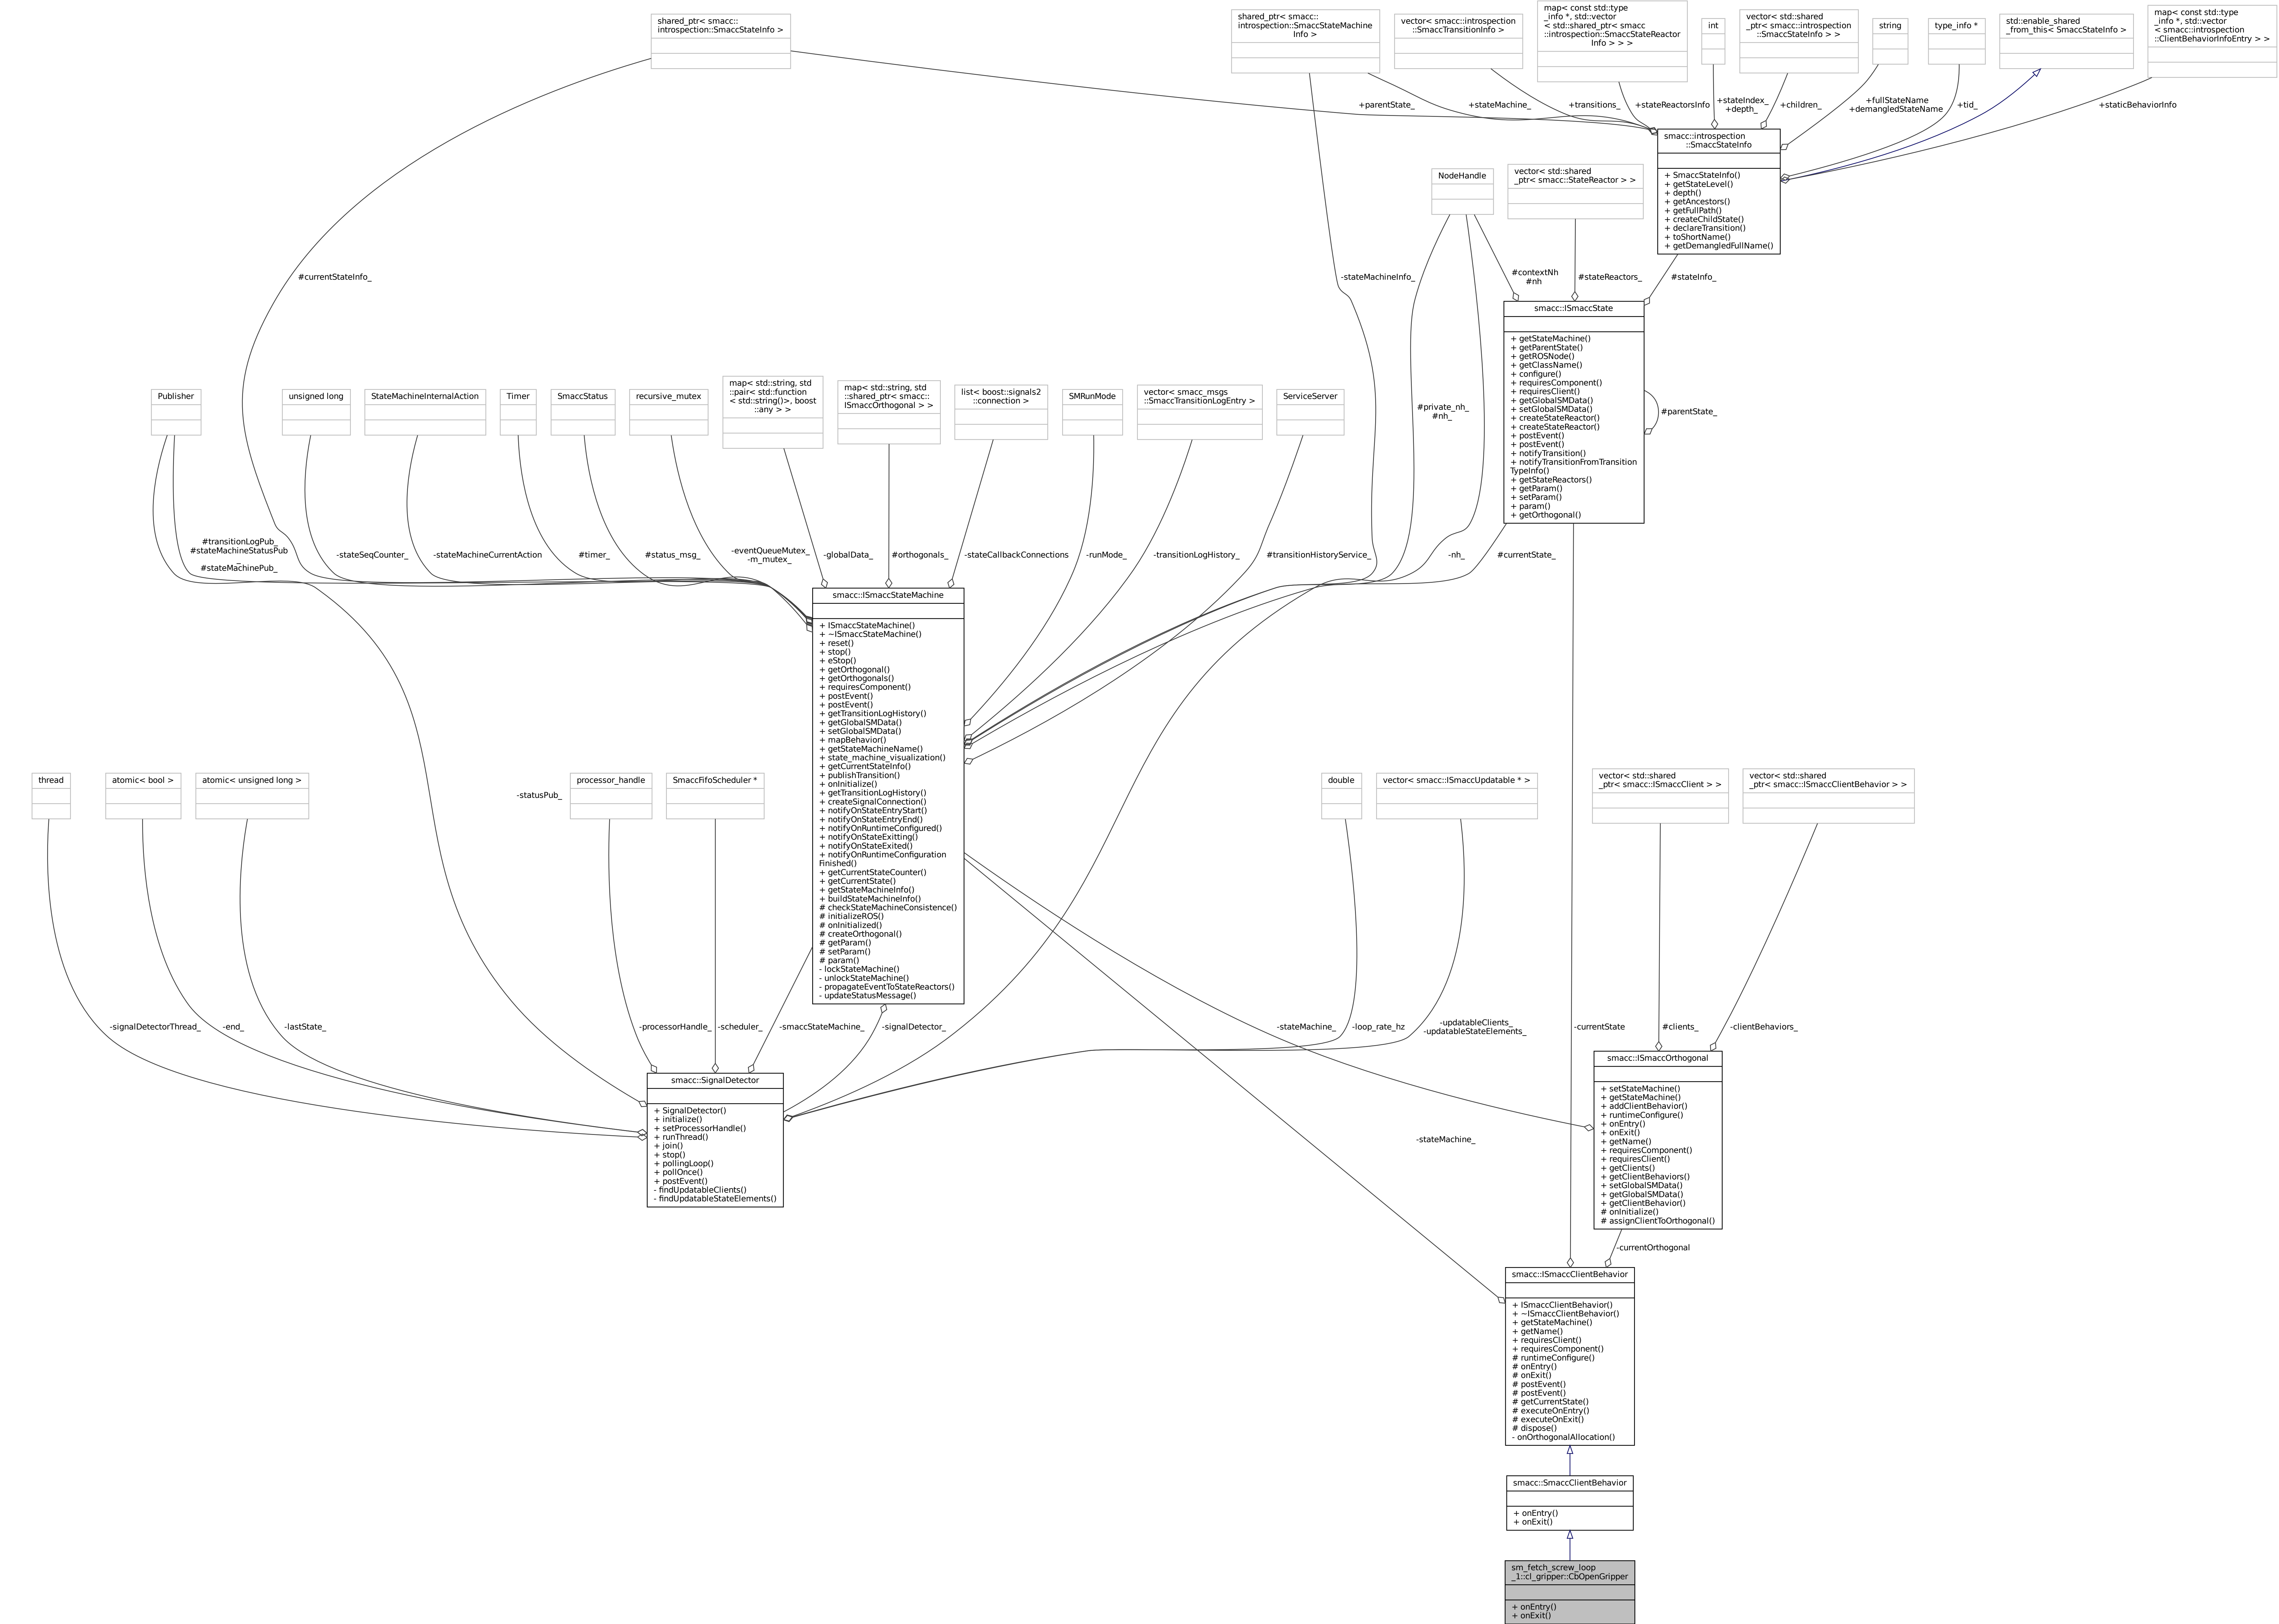 shared_ptr< smacc::
introspection::SmaccStateInfo >
shared_ptr< smacc::
introspection::SmaccStateMachine
Info >
vector< smacc::introspection
::SmaccTransitionInfo >
map< const std::type
_info *, std::vector
< std::shared_ptr< smacc
::introspection::SmaccStateReactor
Info > > >
int
vector< std::shared
_ptr< smacc::introspection
::SmaccStateInfo > >
string
type_info *
std::enable_shared
_from_this< SmaccStateInfo >
map< const std::type
_info *, std::vector
< smacc::introspection
::ClientBehaviorInfoEntry > >
+parentState_
+stateMachine_
+transitions_
+stateReactorsInfo
+stateIndex_
+depth_
+children_
+fullStateName
+demangledStateName
+tid_
+staticBehaviorInfo
smacc::introspection
::SmaccStateInfo
+ SmaccStateInfo()
+ getStateLevel()
+ depth()
+ getAncestors()
+ getFullPath()
+ createChildState()
+ declareTransition()
+ toShortName()
+ getDemangledFullName()
NodeHandle
vector< std::shared
_ptr< smacc::StateReactor > >
#currentStateInfo_
-stateMachineInfo_
#contextNh
#nh
#stateReactors_
#stateInfo_
smacc::ISmaccState
+ getStateMachine()
+ getParentState()
+ getROSNode()
+ getClassName()
+ configure()
+ requiresComponent()
+ requiresClient()
+ getGlobalSMData()
+ setGlobalSMData()
+ createStateReactor()
+ createStateReactor()
+ postEvent()
+ postEvent()
+ notifyTransition()
+ notifyTransitionFromTransition
TypeInfo()
+ getStateReactors()
+ getParam()
+ setParam()
+ param()
+ getOrthogonal()
#parentState_
#private_nh_
#nh_
Publisher
unsigned long
StateMachineInternalAction
Timer
SmaccStatus
recursive_mutex
map< std::string, std
::pair< std::function
< std::string()>, boost
::any > >
map< std::string, std
::shared_ptr< smacc::
ISmaccOrthogonal > >
list< boost::signals2
::connection >
SMRunMode
vector< smacc_msgs
::SmaccTransitionLogEntry >
ServiceServer
#transitionLogPub_
#stateMachineStatusPub
_
#stateMachinePub_
-stateSeqCounter_
-stateMachineCurrentAction
#timer_
#status_msg_
-eventQueueMutex_
-m_mutex_
-globalData_
#orthogonals_
-stateCallbackConnections
-runMode_
-transitionLogHistory_
#transitionHistoryService_
-nh_
#currentState_
smacc::ISmaccStateMachine
+ ISmaccStateMachine()
+ ~ISmaccStateMachine()
+ reset()
+ stop()
+ eStop()
+ getOrthogonal()
+ getOrthogonals()
+ requiresComponent()
+ postEvent()
+ postEvent()
+ getTransitionLogHistory()
+ getGlobalSMData()
+ setGlobalSMData()
+ mapBehavior()
+ getStateMachineName()
+ state_machine_visualization()
+ getCurrentStateInfo()
+ publishTransition()
+ onInitialize()
+ getTransitionLogHistory()
+ createSignalConnection()
+ notifyOnStateEntryStart()
+ notifyOnStateEntryEnd()
+ notifyOnRuntimeConfigured()
+ notifyOnStateExitting()
+ notifyOnStateExited()
+ notifyOnRuntimeConfiguration
Finished()
+ getCurrentStateCounter()
+ getCurrentState()
+ getStateMachineInfo()
+ buildStateMachineInfo()
# checkStateMachineConsistence()
# initializeROS()
# onInitialized()
# createOrthogonal()
# getParam()
# setParam()
# param()
- lockStateMachine()
- unlockStateMachine()
- propagateEventToStateReactors()
- updateStatusMessage()
thread
atomic< bool >
atomic< unsigned long >
-statusPub_
processor_handle
SmaccFifoScheduler *
double
vector< smacc::ISmaccUpdatable * >
vector< std::shared
_ptr< smacc::ISmaccClient > >
vector< std::shared
_ptr< smacc::ISmaccClientBehavior > >
-signalDetectorThread_
-end_
-lastState_
-processorHandle_
-scheduler_
-smaccStateMachine_
-signalDetector_
-stateMachine_
-loop_rate_hz
-updatableClients_
-updatableStateElements_
-currentState
#clients_
-clientBehaviors_
smacc::SignalDetector
+ SignalDetector()
+ initialize()
+ setProcessorHandle()
+ runThread()
+ join()
+ stop()
+ pollingLoop()
+ pollOnce()
+ postEvent()
- findUpdatableClients()
- findUpdatableStateElements()
smacc::ISmaccOrthogonal
+ setStateMachine()
+ getStateMachine()
+ addClientBehavior()
+ runtimeConfigure()
+ onEntry()
+ onExit()
+ getName()
+ requiresComponent()
+ requiresClient()
+ getClients()
+ getClientBehaviors()
+ setGlobalSMData()
+ getGlobalSMData()
+ getClientBehavior()
# onInitialize()
# assignClientToOrthogonal()
-stateMachine_
-currentOrthogonal
smacc::ISmaccClientBehavior
+ ISmaccClientBehavior()
+ ~ISmaccClientBehavior()
+ getStateMachine()
+ getName()
+ requiresClient()
+ requiresComponent()
# runtimeConfigure()
# onEntry()
# onExit()
# postEvent()
# postEvent()
# getCurrentState()
# executeOnEntry()
# executeOnExit()
# dispose()
- onOrthogonalAllocation()
smacc::SmaccClientBehavior
+ onEntry()
+ onExit()
sm_fetch_screw_loop
_1::cl_gripper::CbOpenGripper
+ onEntry()
+ onExit()